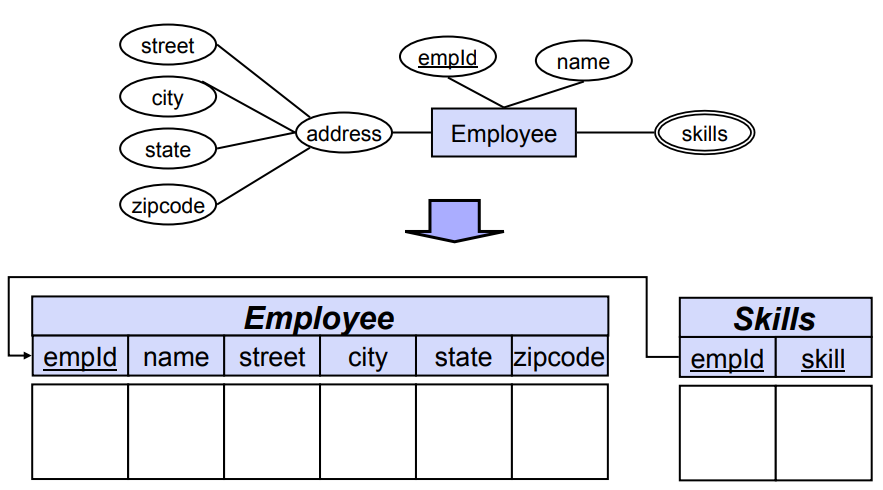 street
city
state
zipcode
address
empId
name
Employee
skills
Employee
empId name street city state zipcode
Skills
empId skill